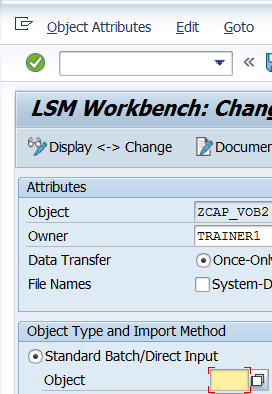 Object Attributes Edit Goto
LSM Workbench: Chang
Display <-> Change Documen
Attributes
Object ZCAP_VOB2
Owner TRAINER1
Data Transfer Once-Onl
File Names System-D
Object Type and Import Method
Standard Batch/Direct Input
Object